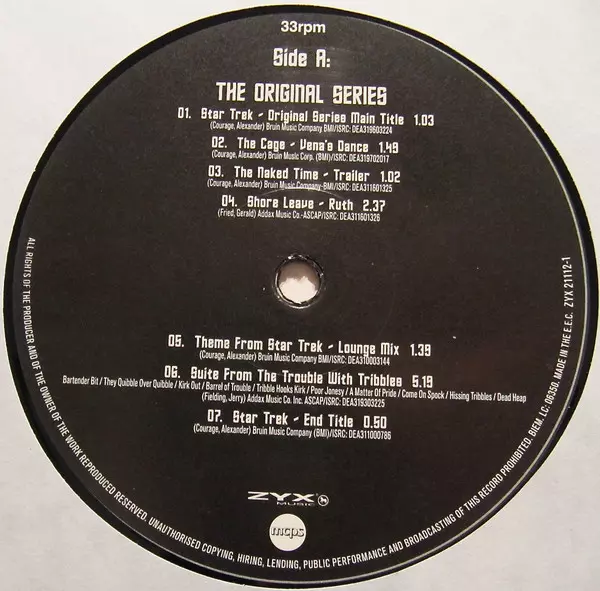 33rpm
Side A:
THE ORIGINAL SERIES
01. Star Trek - Original Series Main Title 1.03
(Courage, Alexander) Bruin Music Company BMI/ISRC: DEA319603224
02. The Cage - Vena's Dance 1.49
(Courage, Alexander) Bruin Music Corp. (BMI)/ISRC: DEA319702017
03. The Naked Time - Trailer 1.02
(Courage, Alexander) Bruin Music Company-BMI/ISRC: DEA311601325
04. Shore Leave - Ruth 2.37
(Fried, Gerald) Addax Music Co.-ASCAP/ISRC: DEA311601326
05. Theme From Star Trek - Lounge Mix 1.39
(Courage, Alexander) Bruin Music Company BMI/ISRC: DEA310003144
06. Suite From The Trouble With Tribbles 5.19
Bartender Bit / They Quibble Over Quibble / Kirk Out / Barrel of Trouble / Tribble Hooks Kirk / Poor Jonesy / A Matter Of Pride / Come On Spock / Hissing Tribbles / Dead Heap
(Fielding, Jerry) Addax Music Co. Inc. ASCAP/ISRC: DEA319303225
07. Star Trek - End Title 0.50
(Courage, Alexander) Bruin Music Company (BMI)/ISRC: DEA311000786
ZYX
MUSIC
mcps
ALL RIGHTS OF THE PRODUCER AND OF THE OWNER OF THE WORK REPRODUCED RESERVED. UNAUTHORISED COPYING, HIRING, LENDING, PUBLIC PERFORMANCE AND BROADCASTING OF THIS RECORD PROHIBITED. BIEM. LC: 06350. MADE IN THE E.E.C. ZYX 21112-1